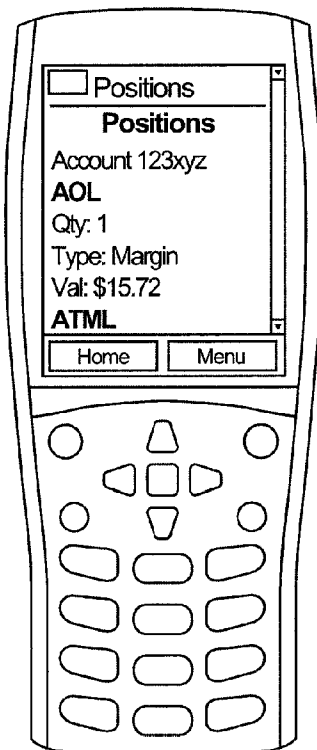 Positions
Positions
Account 123xyz
AOL
Qty: 1
Type: Margin
Val: $15.72
ATML
Home Menu